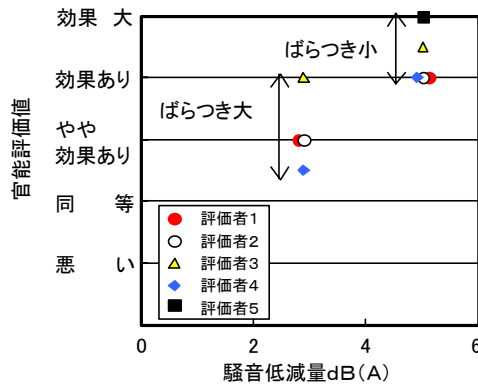 効果 大
ばらつき小
効果あり
ばらつき大
やや
効果あり
官能評価値
同 等
悪 い
評価者1
評価者2
評価者3
評価者4
評価者5
0 2 4 6
騒音低減量dB(A)